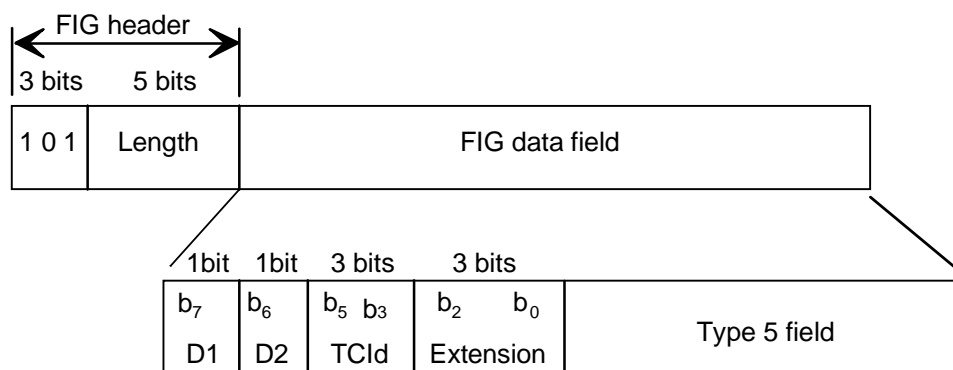 FIG header
3 bits 5 bits
1 0 1 Length FIG data field
1bit 1bit 3 bits 3 bits
b7 b6 b5 b3 b2 b0
D1 D2 TCId Extension Type 5 field